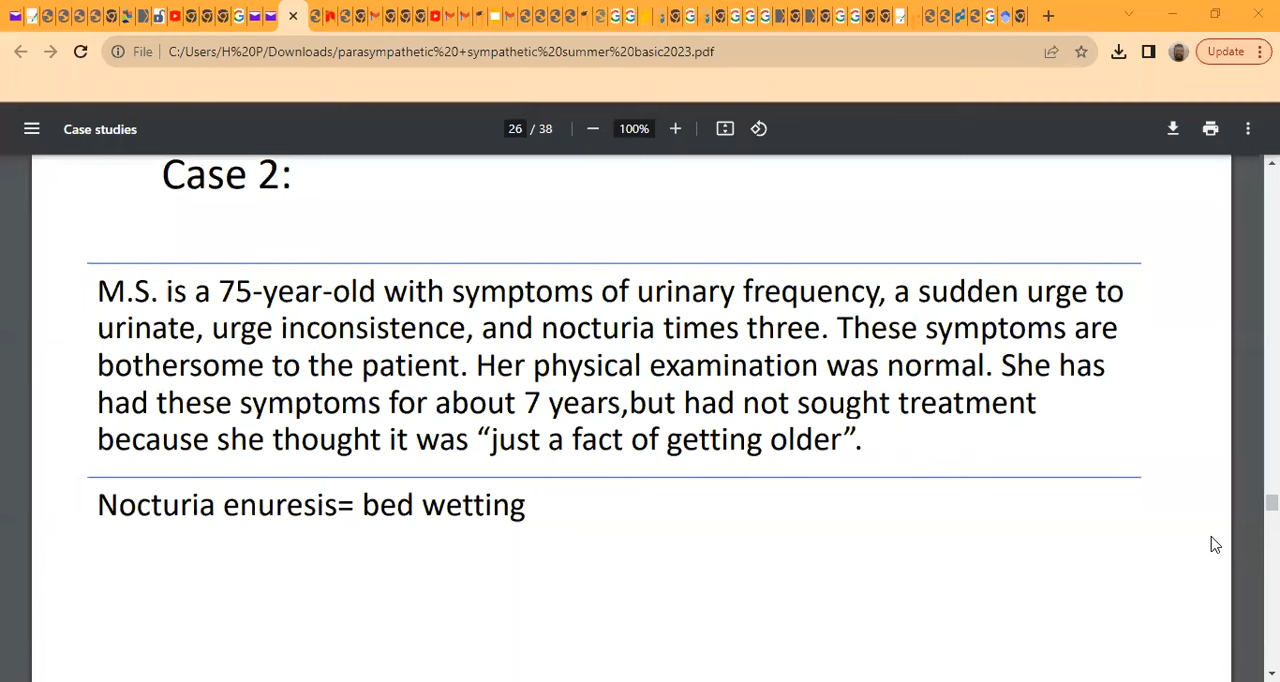 File
C:/Users/H%20P/Downloads/parasympathetic%20+sympathetic%20summer%20basic2023.pdf
Update
Case studies
26 / 38
100%
Case 2:
M.S. is a 75-year-old with symptoms of urinary frequency, a sudden urge to
urinate, urge inconsistence, and nocturia times three. These symptoms are
bothersome to the patient. Her physical examination was normal. She has
had these symptoms for about 7 years,but had not sought treatment
because she thought it was “just a fact of getting older”.
Nocturia enuresis= bed wetting